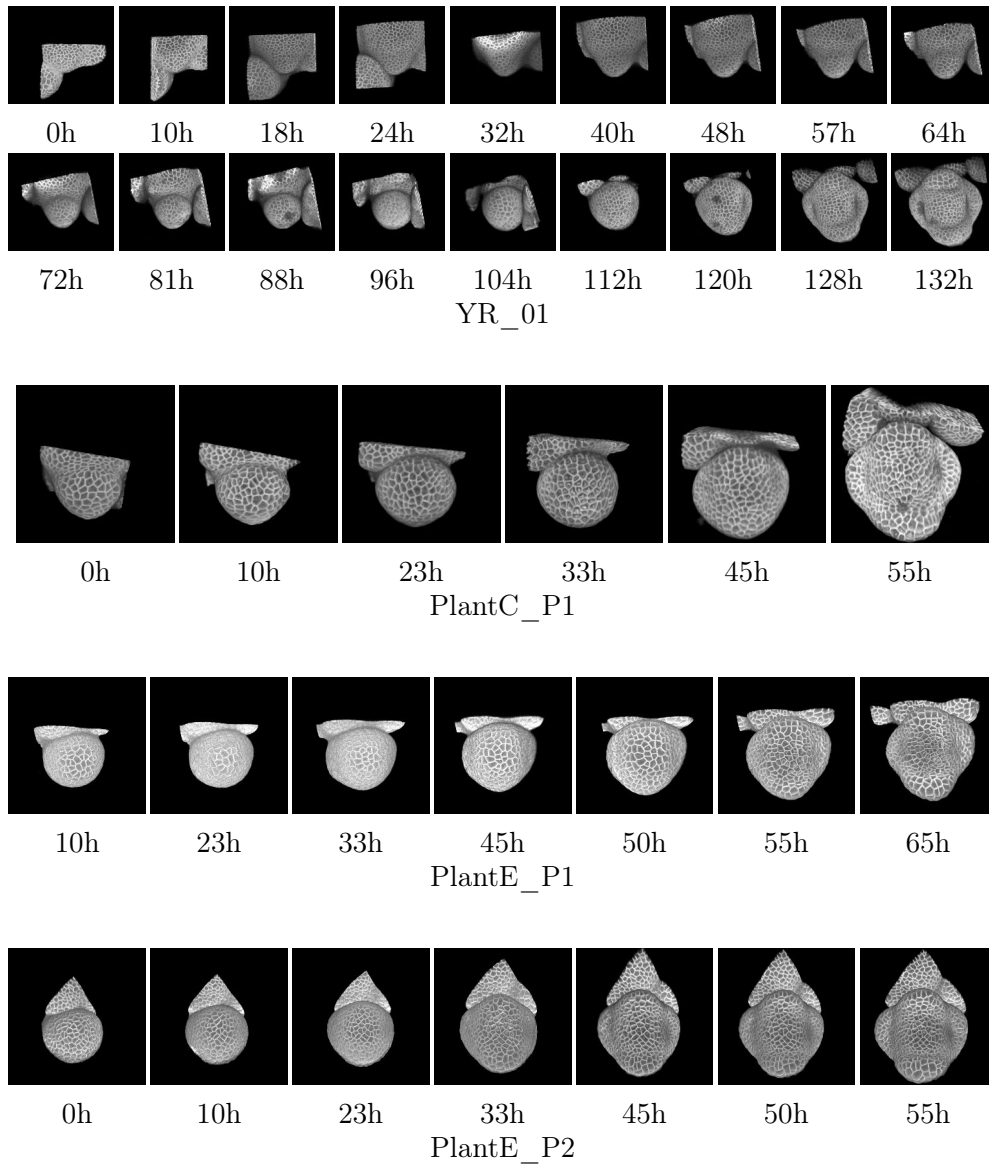 0h 10h 18h 24h 32h 40h 48h 57h 64h
72h 81h 88h 96h 104h 112h 120h 128h 132h
YR_01
0h 10h 23h 33h 45h 55h
PlantC_P1
10h 23h 33h 45h 50h 55h 65h
PlantE_P1
0h 10h 23h 33h 45h 50h 55h
PlantE_P2